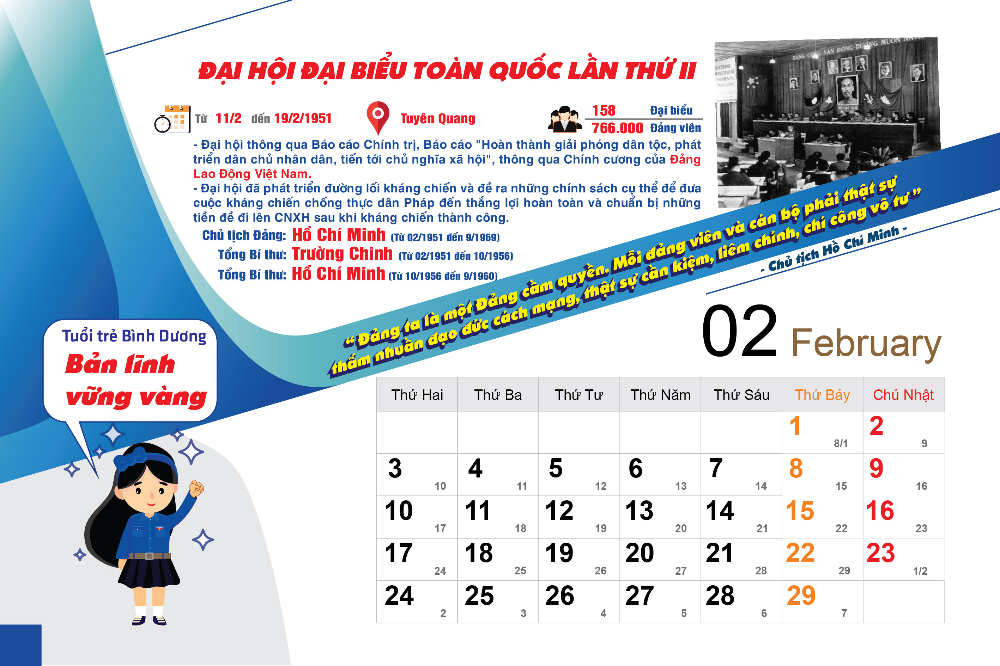 ĐẠI HỘI ĐẠI BIỂU TOÀN QUỐC LẦN THỨ II
Từ 11/2 đến 19/2/1951
Tuyên Quang
158 Đại biểu
766.000 Đảng viên
- Đại hội thông qua Báo cáo Chính trị, Báo cáo "Hoàn thành giải phóng dân tộc, phát
triển dân chủ nhân dân, tiến tới chủ nghĩa xã hội", thông qua Chính cương của Đảng
Lao Động Việt Nam.
- Đại hội đã phát triển đường lối kháng chiến và đề ra những chính sách cụ thể để đưa
cuộc kháng chiến chống thực dân Pháp đến thắng lợi hoàn toàn và chuẩn bị những
tiền đề đi lên CNXH sau khi kháng chiến thành công.
Chủ tịch Đảng: Hồ Chí Minh (Từ 02/1951 đến 9/1969)
Tổng Bí thư: Trường Chinh (Từ 02/1951 đến 10/1956)
Tổng Bí thư: Hồ Chí Minh (Từ 10/1956 đến 9/1960)
ĐẢNG CỘNG SẢN ĐÔNG-DƯƠNG MUÔN NĂM
“ Đảng ta là một Đảng cầm quyền. Mỗi đảng viên và cán bộ phải thật sự
thấm nhuần đạo đức cách mạng, thật sự cần kiệm, liêm chính, chí công vô tư ”
- Chủ tịch Hồ Chí Minh -
Tuổi trẻ Bình Dương
Bản lĩnh
vững vàng
02 February
Thứ Hai Thứ Ba Thứ Tư Thứ Năm Thứ Sáu Thứ Bảy Chủ Nhật
1 2
8/1 9
3 4 5 6 7 8 9
10 11 12 13 14 15 16
10 11 12 13 14 15 16
17 18 19 20 21 22 23
17 18 19 20 21 22 23
24 25 26 27 28 29 1/2
24 25 26 27 28 29
2 3 4 5 6 7